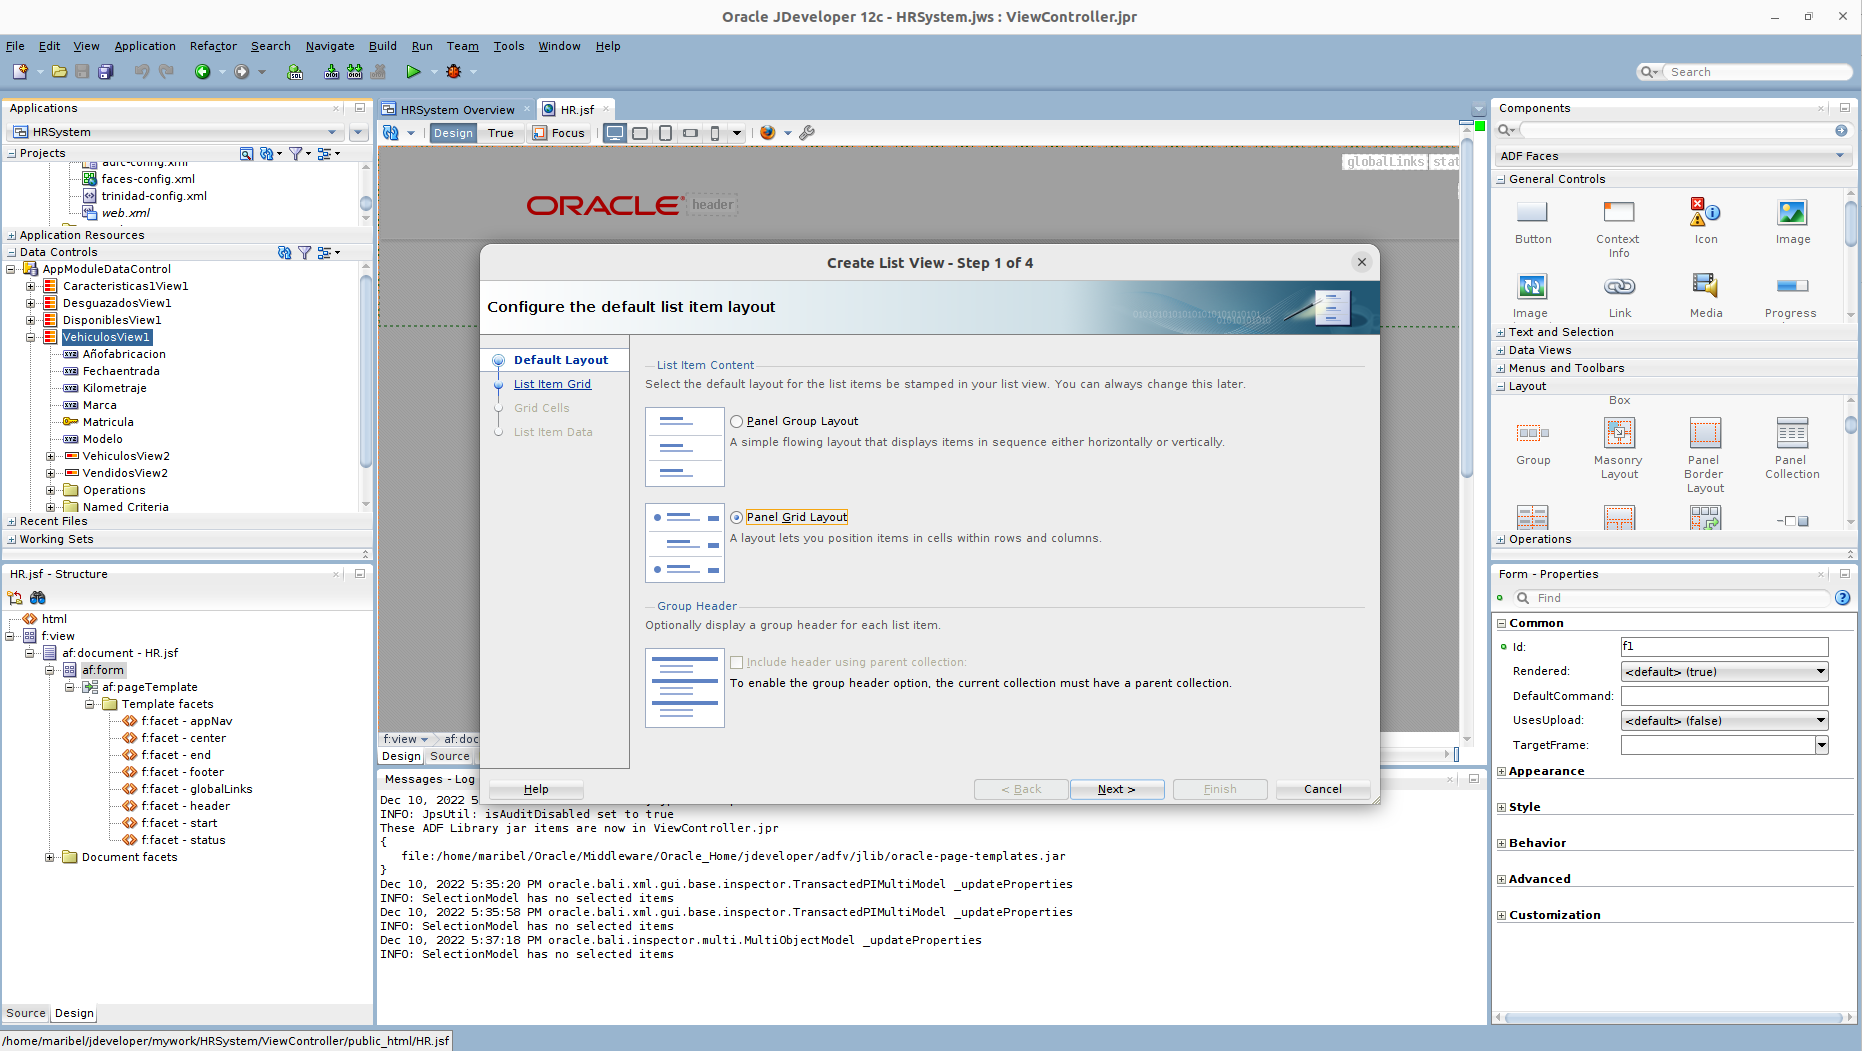 Oracle JDeveloper 12c - HRSystem.jws : ViewController.jpr
File Edit View Application Refactor Search Navigate Build Run Team Tools Window Help
Search
Applications
HRSystem
Projects
adfc-config.xml
faces-config.xml
trinidad-config.xml
web.xml
Application Resources
Data Controls
AppModuleDataControl
Caracteristicas1View1
DesguazadosView1
DisponiblesView1
VehiculosView1
Añofabricacion
Fechaentrada
Kilometraje
Marca
Matricula
Modelo
VehiculosView2
VendidosView2
Operations
Named Criteria
Recent Files
Working Sets
HR.jsf - Structure
html
f:view
af:document - HR.jsf
af:form
af:pageTemplate
Template facets
f:facet - appNav
f:facet - center
f:facet - end
f:facet - footer
f:facet - globalLinks
f:facet - header
f:facet - start
f:facet - status
Document facets
Source Design
/home/maribel/jdeveloper/mywork/HRSystem/ViewController/public_html/HR.jsf
HRSystem Overview HR.jsf
Design True Focus
globalLinks stat
ORACLE header
Create List View - Step 1 of 4
Configure the default list item layout
Default Layout
List Item Grid
Grid Cells
List Item Data
List Item Content
Select the default layout for the list items be stamped in your list view. You can always change this later.
Panel Group Layout
A simple flowing layout that displays items in sequence either horizontally or vertically.
Panel Grid Layout
A layout lets you position items in cells within rows and columns.
Group Header
Optionally display a group header for each list item.
Include header using parent collection:
To enable the group header option, the current collection must have a parent collection.
Help < Back Next > Finish Cancel
f:view af:doc
Design Source
Messages - Log
Dec 10, 2022 5
INFO: JpsUtil: isAuditDisabled set to true
These ADF Library jar items are now in ViewController.jpr
{
file:/home/maribel/Oracle/Middleware/Oracle_Home/jdeveloper/adfv/jlib/oracle-page-templates.jar
}
Dec 10, 2022 5:35:20 PM oracle.bali.xml.gui.base.inspector.TransactedPIMultiModel _updateProperties
INFO: SelectionModel has no selected items
Dec 10, 2022 5:35:58 PM oracle.bali.xml.gui.base.inspector.TransactedPIMultiModel _updateProperties
INFO: SelectionModel has no selected items
Dec 10, 2022 5:37:18 PM oracle.bali.inspector.multi.MultiObjectModel _updateProperties
INFO: SelectionModel has no selected items
Components
ADF Faces
General Controls
Button Context Info Icon Image
Image Link Media Progress
Text and Selection
Data Views
Menus and Toolbars
Layout
Box
Group Masonry Layout Panel Border Layout Panel Collection
Operations
Form - Properties
Find
Common
Id: f1
Rendered: <default> (true)
DefaultCommand:
UsesUpload: <default> (false)
TargetFrame:
Appearance
Style
Behavior
Advanced
Customization